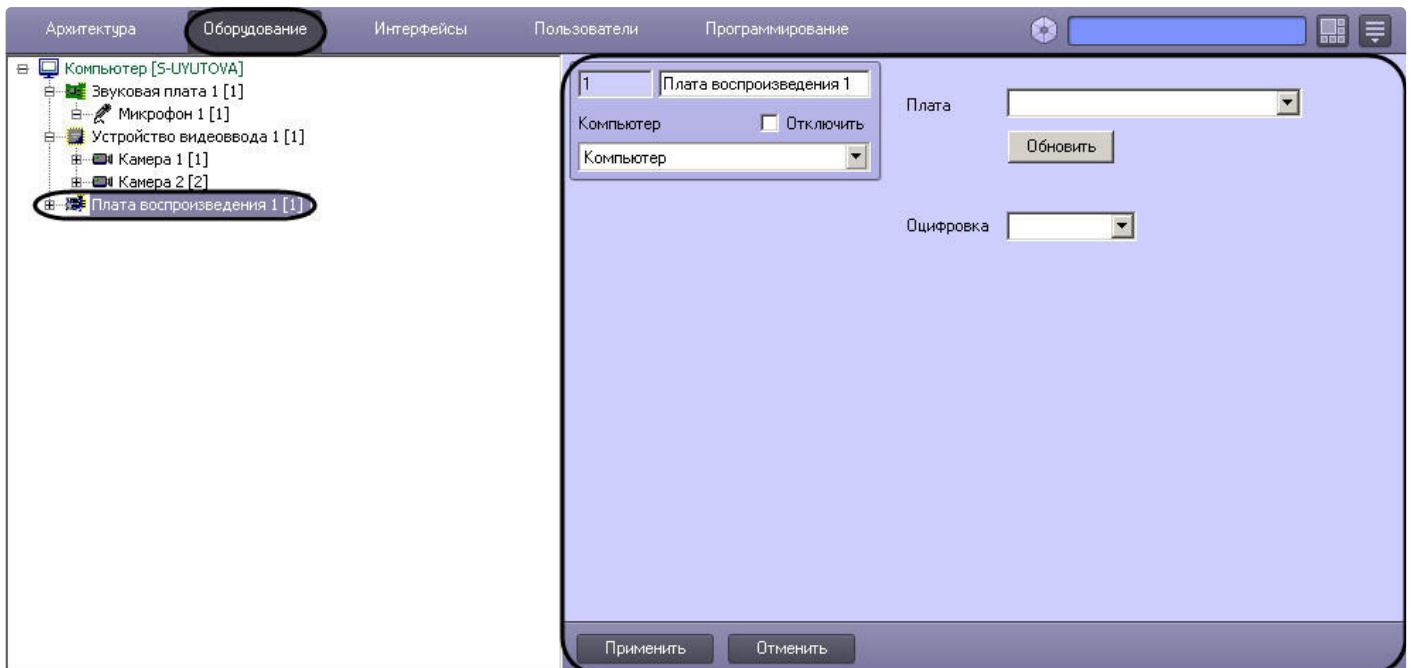 Архитектура Оборудование Интерфейсы Пользователи Программирование
Компьютер [S-UYUTOVA]
Звуковая плата 1 [1]
Микрофон 1 [1]
Устройство видеоввода 1 [1]
Камера 1 [1]
Камера 2 [2]
Плата воспроизведения 1 [1]
1 Плата воспроизведения 1
Компьютер Отключить
Компьютер
Плата
Обновить
Оцифровка
Применить Отменить